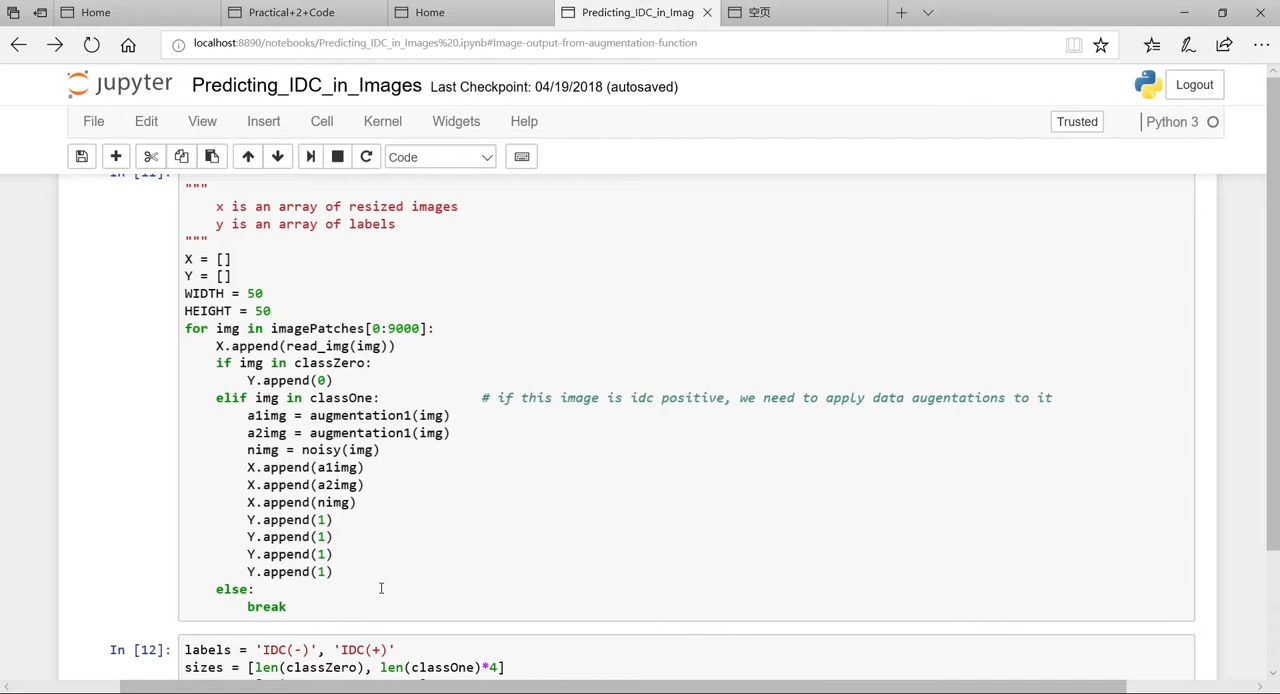 Home
Practical+2+Code
Home
Predicting_IDC_in_Imag
空页
localhost:8890/notebooks/Predicting_IDC_in_Images%20.ipynb#Image-output-from-augmentation-function
jupyter Predicting_IDC_in_Images Last Checkpoint: 04/19/2018 (autosaved)
Logout
File Edit View Insert Cell Kernel Widgets Help
Trusted
Python 3
Code
In [11]:
"""
x is an array of resized images
y is an array of labels
"""
X = []
Y = []
WIDTH = 50
HEIGHT = 50
for img in imagePatches[0:9000]:
X.append(read_img(img))
if img in classZero:
Y.append(0)
elif img in classOne: # if this image is idc positive, we need to apply data augentations to it
a1img = augmentation1(img)
a2img = augmentation1(img)
nimg = noisy(img)
X.append(a1img)
X.append(a2img)
X.append(nimg)
Y.append(1)
Y.append(1)
Y.append(1)
Y.append(1)
else:
break
In [12]:
labels = 'IDC(-)', 'IDC(+)'
sizes = [len(classZero), len(classOne)*4]